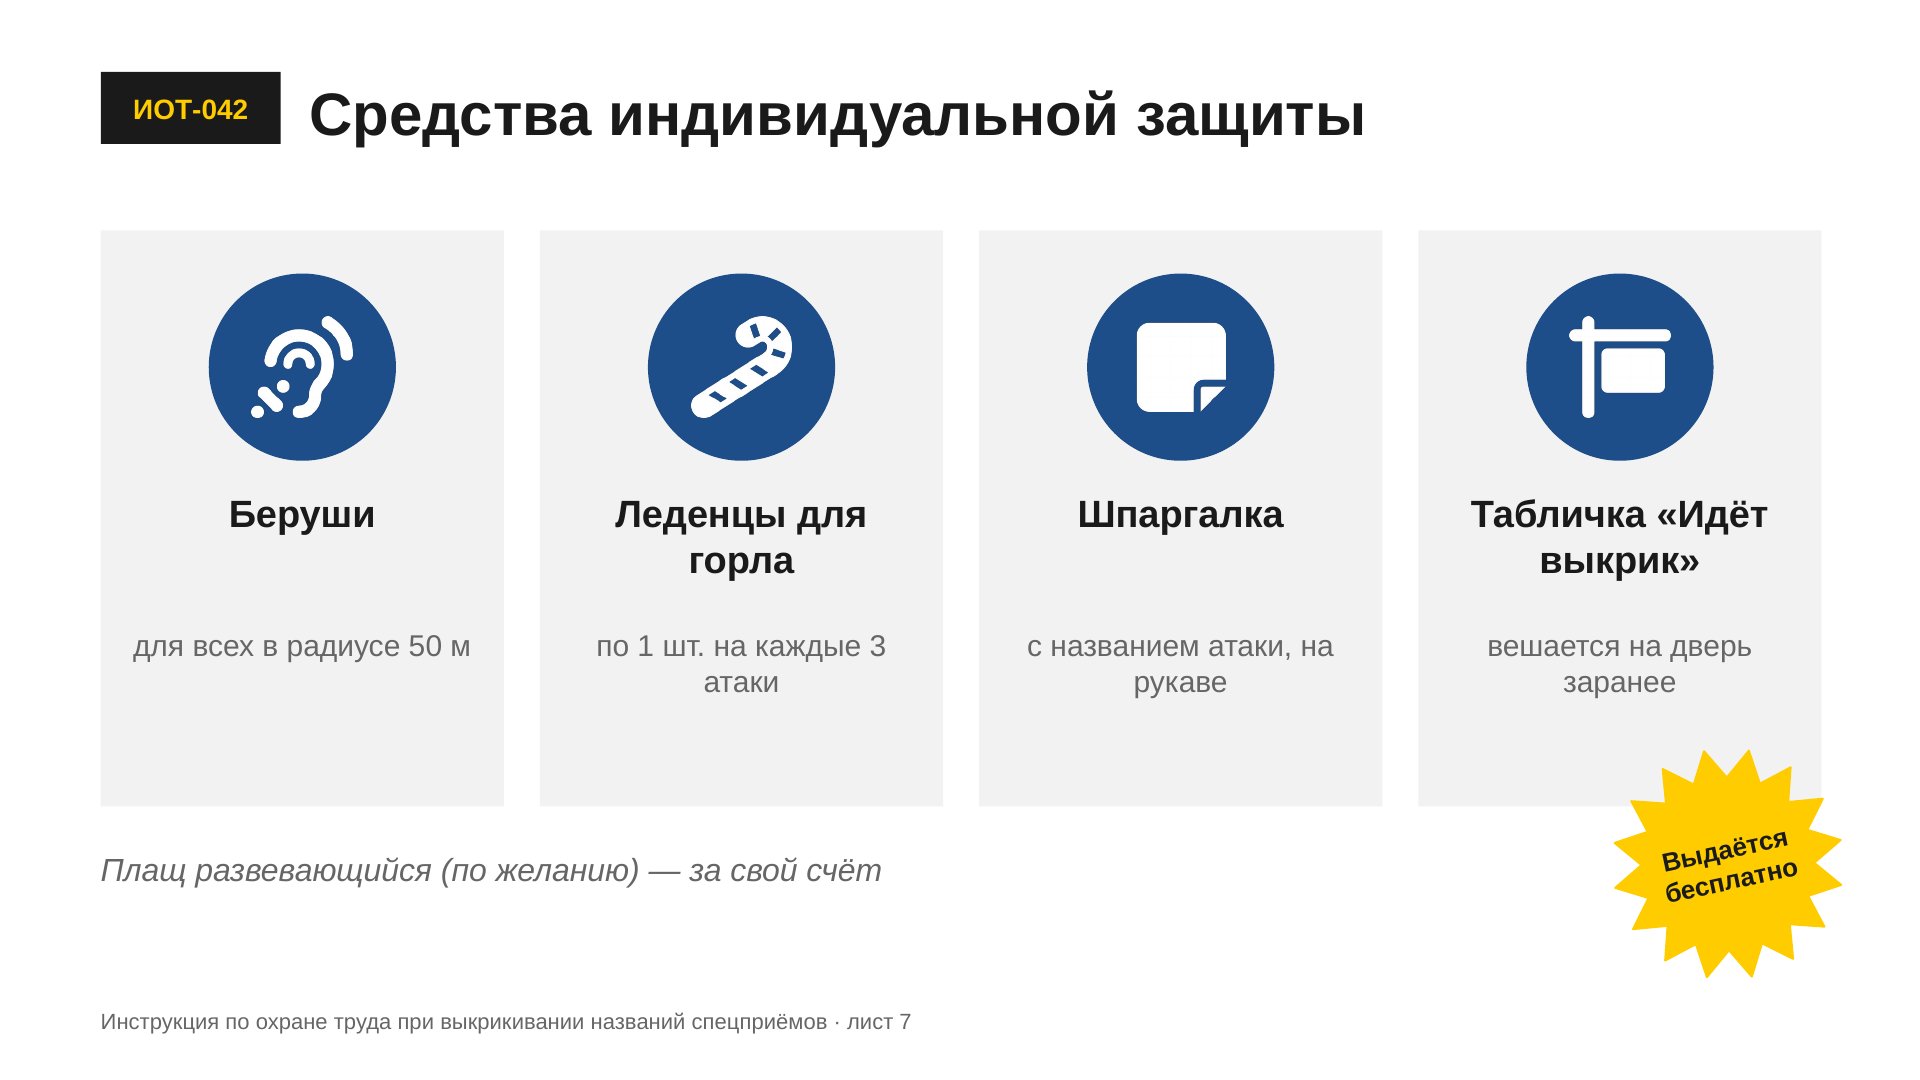 ИОТ-042
Средства индивидуальной защиты
Беруши
для всех в радиусе 50 м
Леденцы для
горла
по 1 шт. на каждые 3
атаки
Шпаргалка
с названием атаки, на
рукаве
Табличка «Идёт
выкрик»
вешается на дверь
заранее
Выдаётся
бесплатно
Плащ развевающийся (по желанию) — за свой счёт
Инструкция по охране труда при выкрикивании названий спецприёмов · лист 7